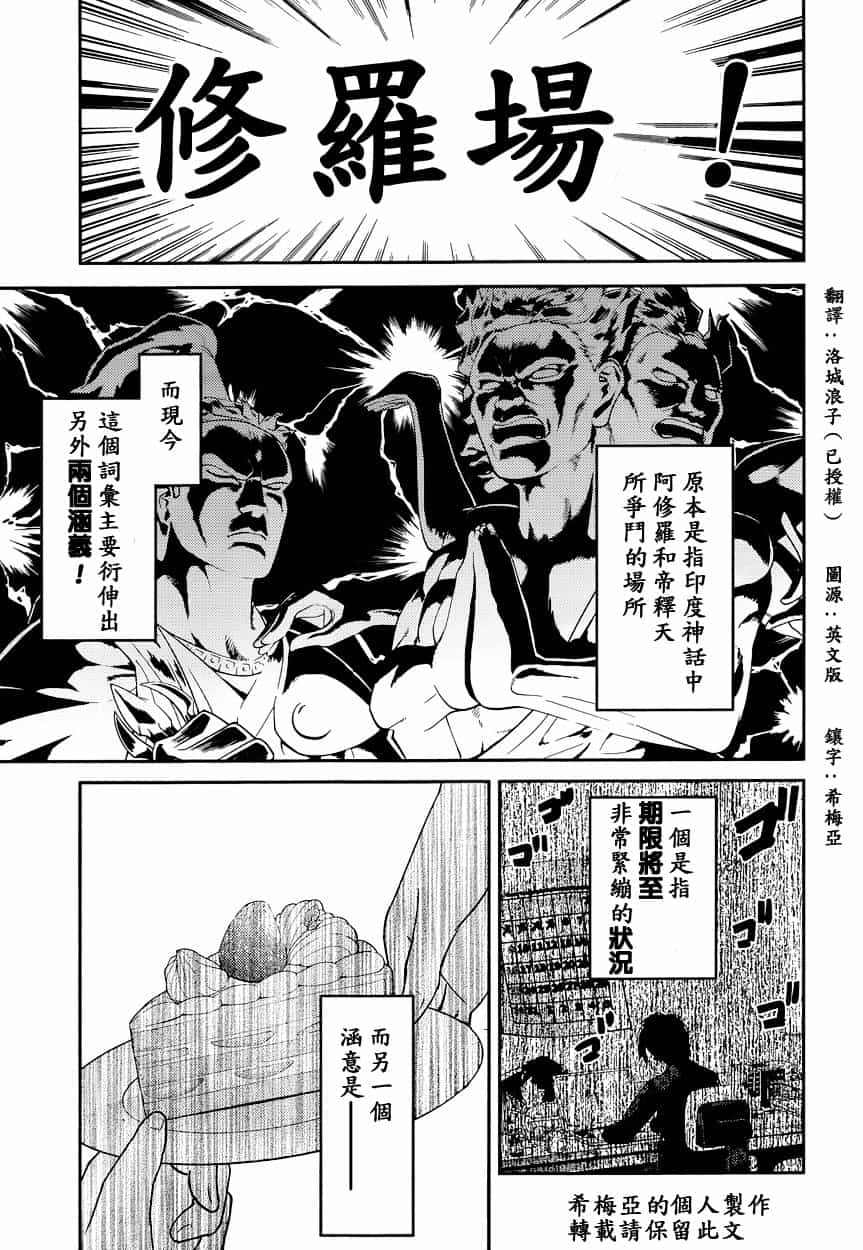 修羅場！
原本是指印度神話中
阿修羅和帝釋天
所爭鬥的場所
而現今
這個詞彙主要衍伸出
另外兩個涵義！
一個是指
期限將至
非常緊繃的狀況
ゴ
ゴ
ゴ
ゴ
ゴ
而另一個
涵意是——
翻譯：洛城浪子（已授權）
圖源：英文版
鑲字：希梅亞
希梅亞的個人製作
轉載請保留此文